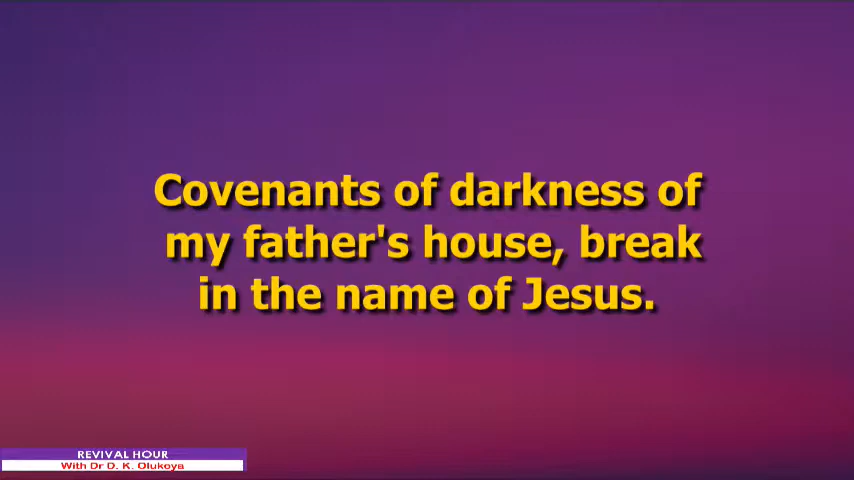 Covenants of darkness of
my father's house, break
in the name of Jesus.
REVIVAL HOUR
With Dr D. K. Olukoya